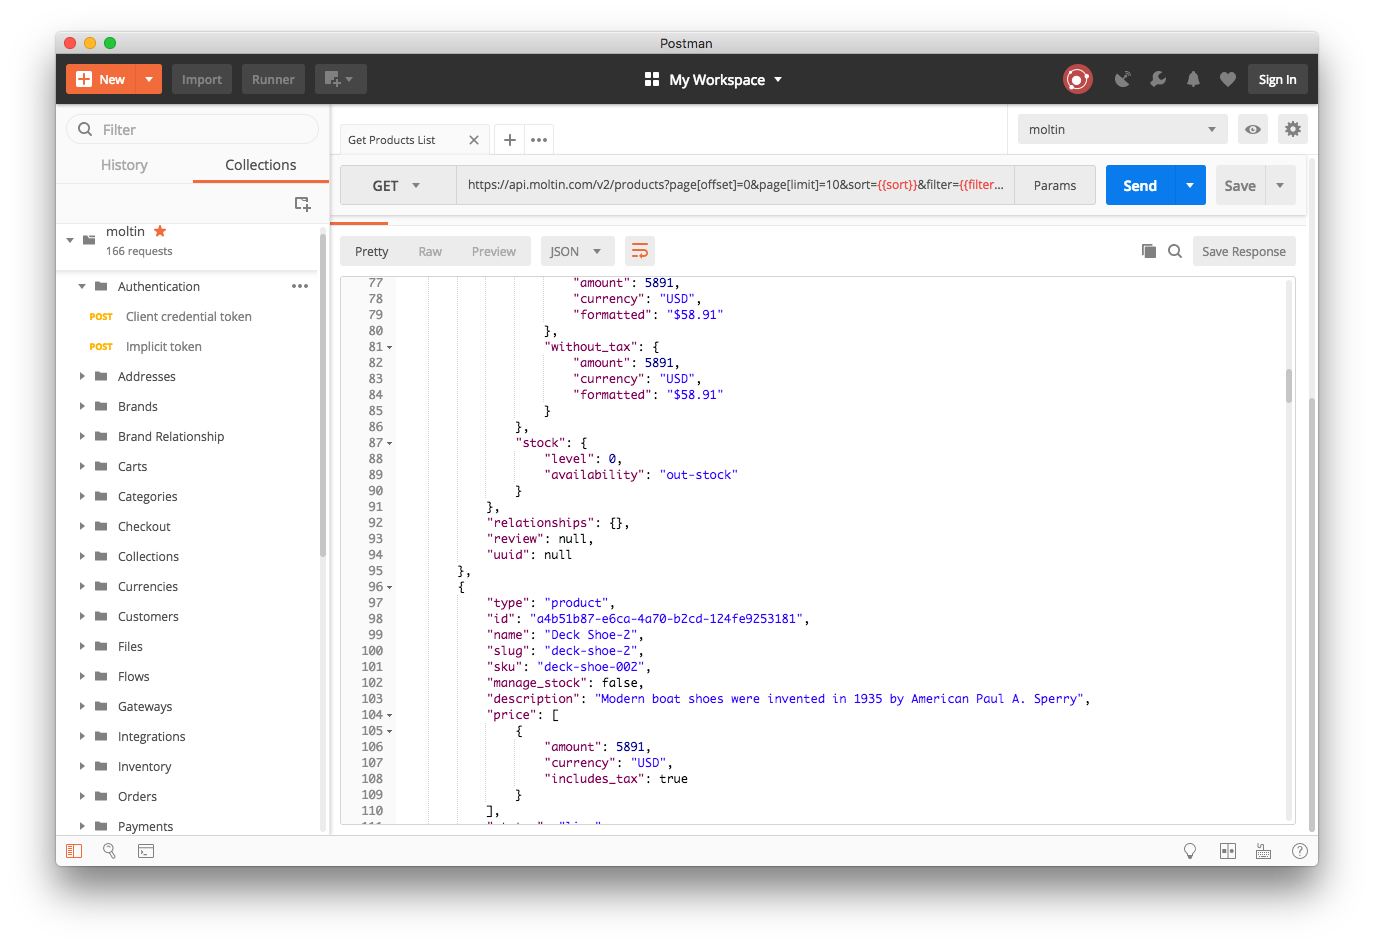 Postman
New
Import
Runner
My Workspace
Sign In
Filter
History
Collections
moltin
166 requests
Authentication
POST Client credential token
POST Implicit token
Addresses
Brands
Brand Relationship
Carts
Categories
Checkout
Collections
Currencies
Customers
Files
Flows
Gateways
Integrations
Inventory
Orders
Payments
Get Products List
moltin
GET
https://api.moltin.com/v2/products?page[offset]=0&page[limit]=10&sort={{sort}}&filter={{filter...
Params
Send
Save
Pretty
Raw
Preview
JSON
Save Response
77 "amount": 5891,
78 "currency": "USD",
79 "formatted": "$58.91"
80 },
81 "without_tax": {
82 "amount": 5891,
83 "currency": "USD",
84 "formatted": "$58.91"
85 }
86 },
87 "stock": {
88 "level": 0,
89 "availability": "out-stock"
90 }
91 },
92 "relationships": {},
93 "review": null,
94 "uuid": null
95 },
96 {
97 "type": "product",
98 "id": "a4b51b87-e6ca-4a70-b2cd-124fe9253181",
99 "name": "Deck Shoe-2",
100 "slug": "deck-shoe-2",
101 "sku": "deck-shoe-002",
102 "manage_stock": false,
103 "description": "Modern boat shoes were invented in 1935 by American Paul A. Sperry",
104 "price": [
105 {
106 "amount": 5891,
107 "currency": "USD",
108 "includes_tax": true
109 }
110 ],